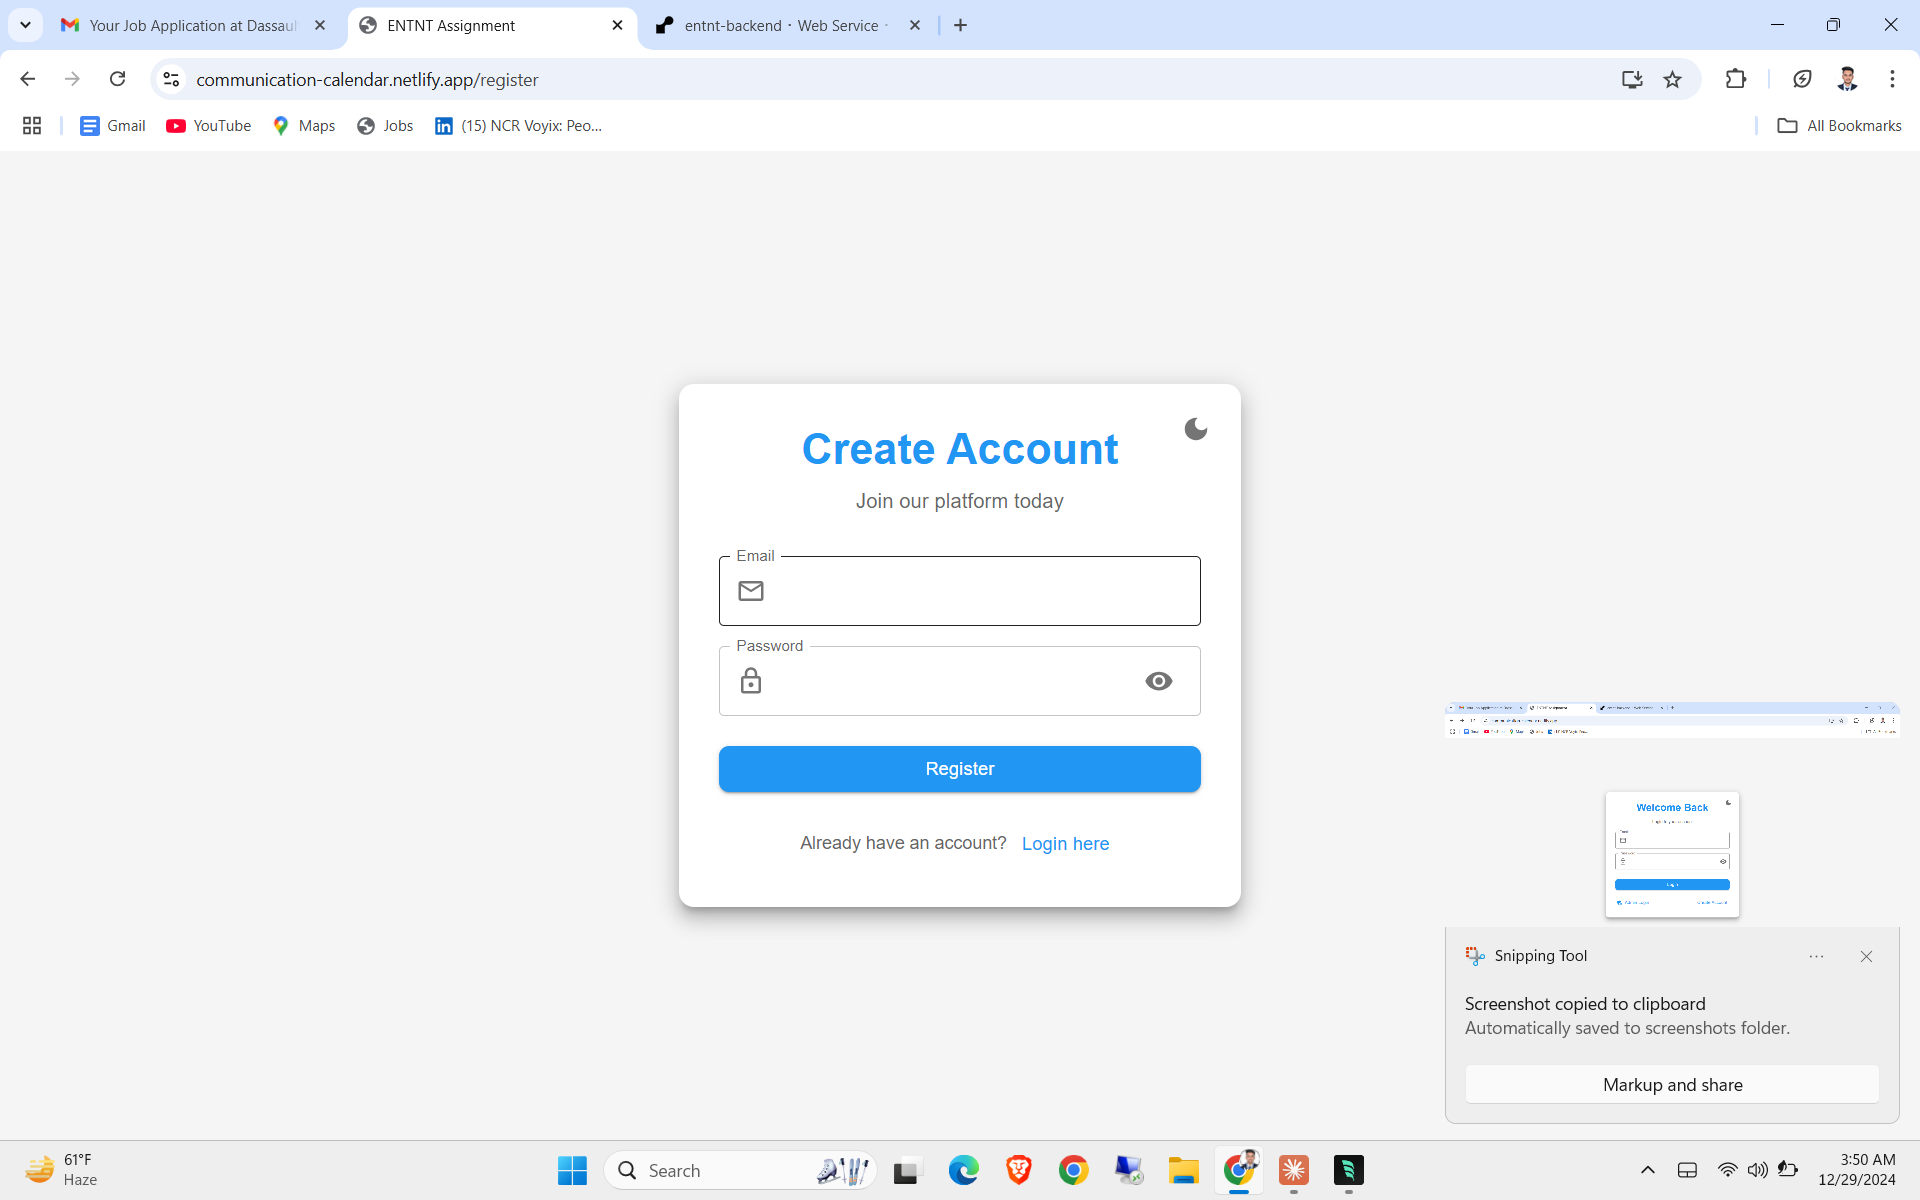 Your Job Application at Dassau
ENTNT Assignment
entnt-backend · Web Service ·
communication-calendar.netlify.app/register
Gmail
YouTube
Maps
Jobs
(15) NCR Voyix: Peo...
All Bookmarks
Create Account
Join our platform today
Email
Password
Register
Already have an account? Login here
Welcome Back
Snipping Tool
Screenshot copied to clipboard
Automatically saved to screenshots folder.
Markup and share
61°F
Haze
Search
3:50 AM
12/29/2024